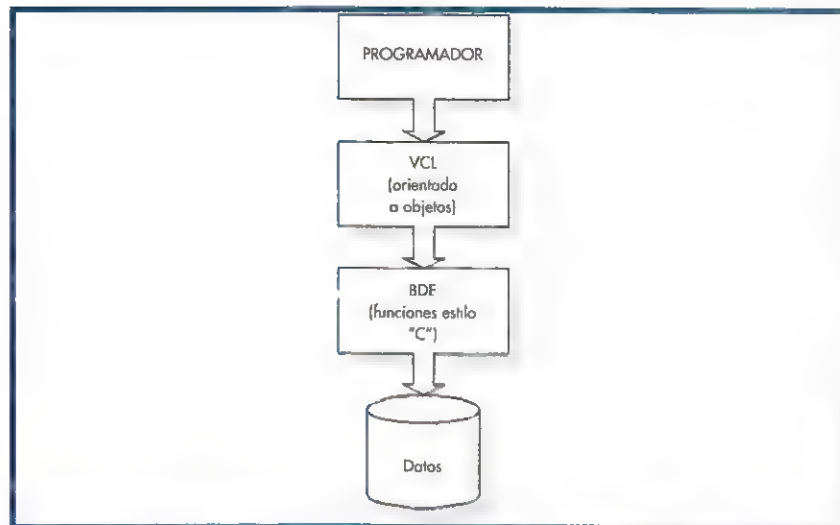 PROGRAMADOR
VCL
(orientado
a objetos)
BDE
(funciones estilo
"C")
Datos